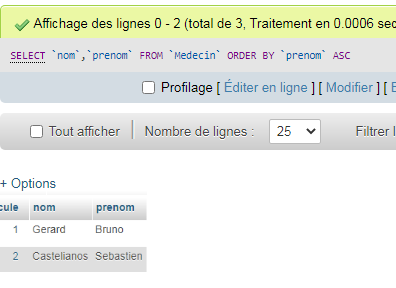 Affichage des lignes 0 - 2 (total de 3, Traitement en 0.0006 sec
SELECT `nom`,`prenom` FROM `Medecin` ORDER BY `prenom` ASC
Profilage [ Éditer en ligne ] [ Modifier ] [ E
Tout afficher Nombre de lignes : 25 Filtrer l
+ Options
cule nom prenom
1 Gerard Bruno
2 Castelianos Sebastien